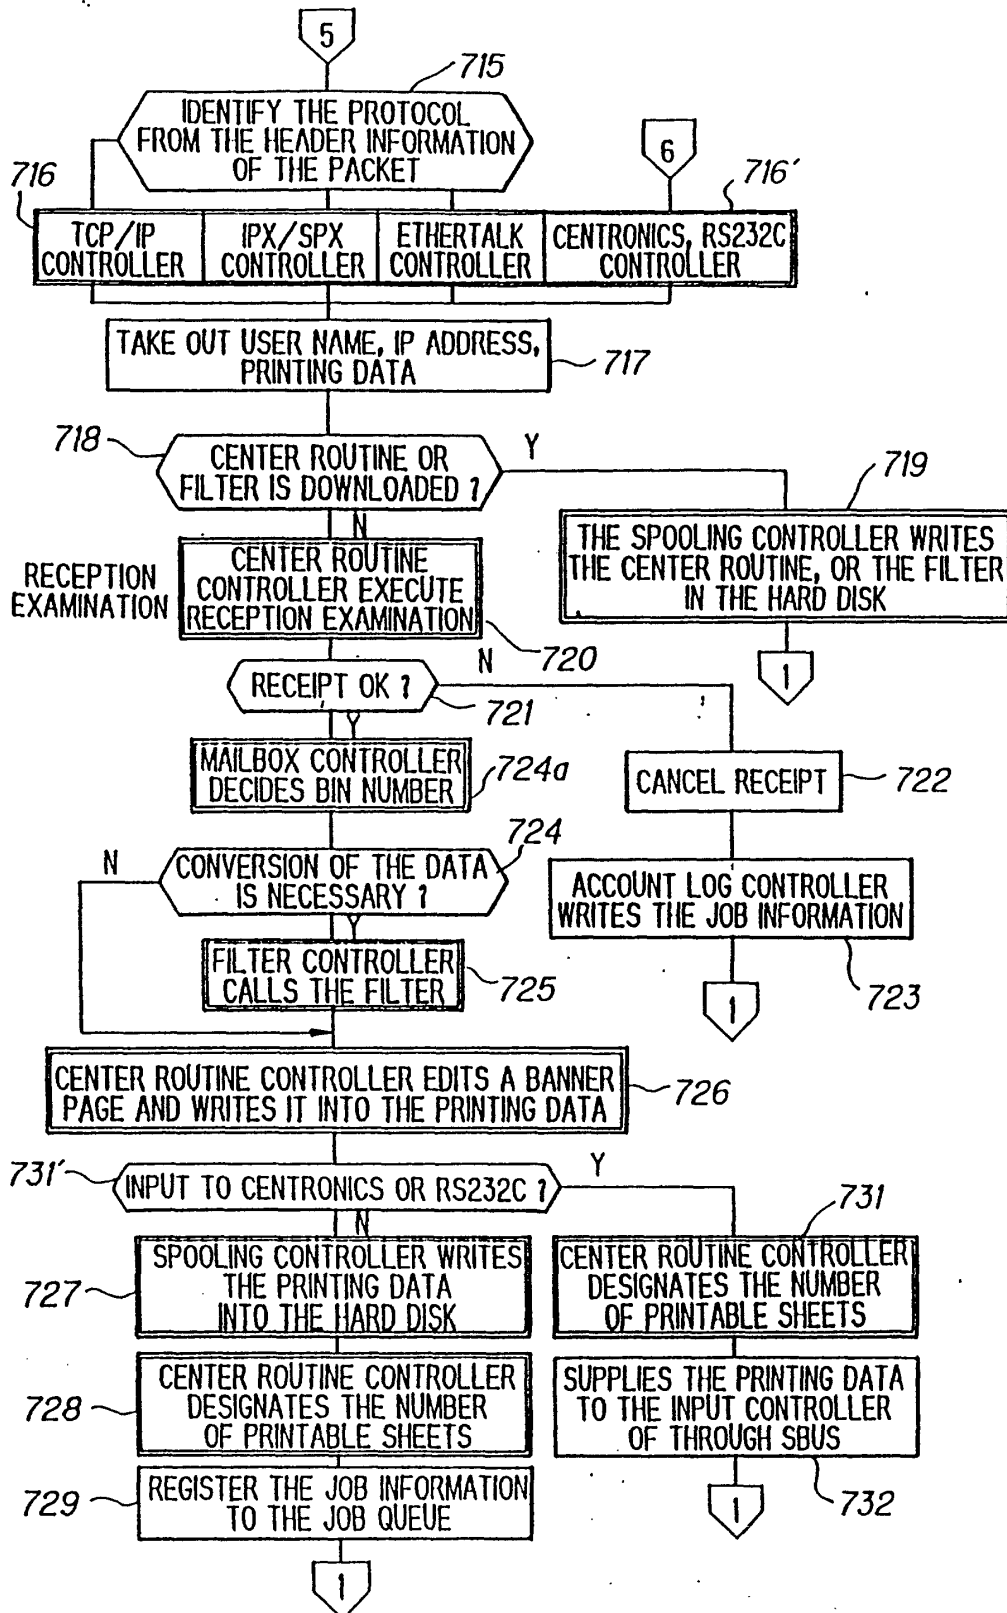 5
715
IDENTIFY THE PROTOCOL
FROM THE HEADER INFORMATION
OF THE PACKET
6
716
716'
TCP/IP
CONTROLLER
IPX/SPX
CONTROLLER
ETHERTALK
CONTROLLER
CENTRONICS, RS232C
CONTROLLER
TAKE OUT USER NAME, IP ADDRESS,
PRINTING DATA
717
718
CENTER ROUTINE OR
FILTER IS DOWNLOADED ?
Y
N
719
THE SPOOLING CONTROLLER WRITES
THE CENTER ROUTINE, OR THE FILTER
IN THE HARD DISK
1
RECEPTION
EXAMINATION
CENTER ROUTINE
CONTROLLER EXECUTE
RECEPTION EXAMINATION
720
RECEIPT OK ?
N
721
Y
MAILBOX CONTROLLER
DECIDES BIN NUMBER
724a
CANCEL RECEIPT
722
724
N
CONVERSION OF THE DATA
IS NECESSARY ?
Y
ACCOUNT LOG CONTROLLER
WRITES THE JOB INFORMATION
723
1
FILTER CONTROLLER
CALLS THE FILTER
725
CENTER ROUTINE CONTROLLER EDITS A BANNER
PAGE AND WRITES IT INTO THE PRINTING DATA
726
731'
INPUT TO CENTRONICS OR RS232C ?
Y
N
731
727
SPOOLING CONTROLLER WRITES
THE PRINTING DATA
INTO THE HARD DISK
CENTER ROUTINE CONTROLLER
DESIGNATES THE NUMBER
OF PRINTABLE SHEETS
728
CENTER ROUTINE CONTROLLER
DESIGNATES THE NUMBER
OF PRINTABLE SHEETS
SUPPLIES THE PRINTING DATA
TO THE INPUT CONTROLLER
OF THROUGH SBUS
732
729
REGISTER THE JOB INFORMATION
TO THE JOB QUEUE
1
1